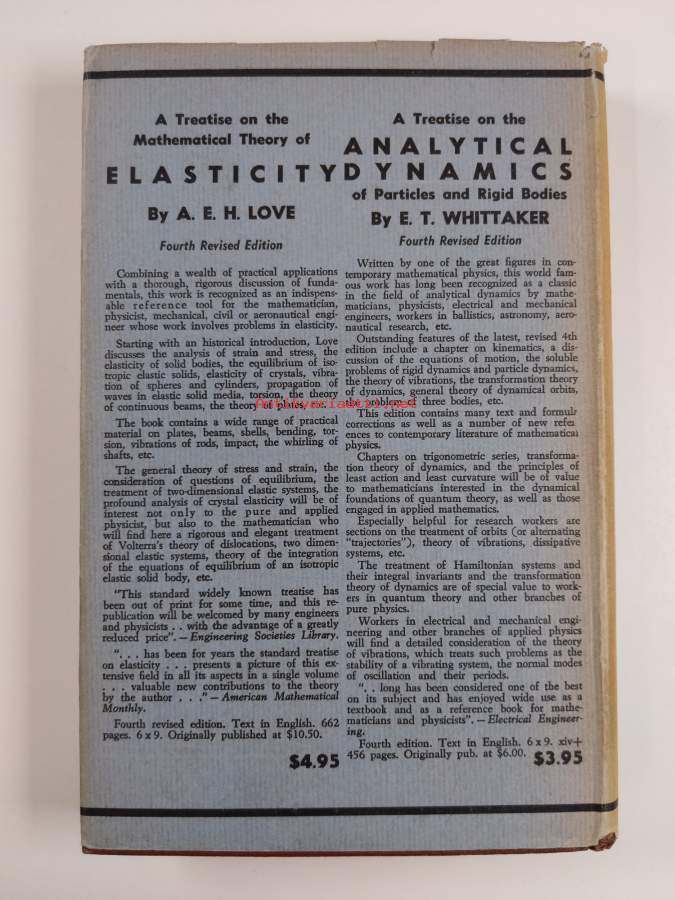 A Treatise on the
Mathematical Theory of
ELASTICITY
By A. E. H. LOVE
Fourth Revised Edition
Combining a wealth of practical applications
with a thorough, rigorous discussion of funda-
mentals, this work is recognized as an indispens-
able reference tool for the mathematician,
physicist, mechanical, civil or aeronautical engi-
neer whose work involves problems in elasticity.
Starting with an historical introduction, Love
discusses the analysis of strain and stress, the
elasticity of solid bodies, the equilibrium of iso-
tropic elastic solids, elasticity of crystals, vibra-
tion of spheres and cylinders, propagation of
waves in elastic solid media, torsion, the theory
of continuous beams, the theory of plates, etc.
The book contains a wide range of practical
material on plates, beams, shells, bending, tor-
sion, vibrations of rods, impact, the whirling of
shafts, etc.
The general theory of stress and strain, the
consideration of questions of equilibrium, the
treatment of two-dimensional elastic systems, the
profound analysis of crystal elasticity will be of
interest not only to the pure and applied
physicist, but also to the mathematician who
will find here a rigorous and elegant treatment
of Volterra's theory of dislocations, two dimen-
sional elastic systems, theory of the integration
of the equations of equilibrium of an isotropic
elastic solid body, etc.
"This standard widely known treatise has
been out of print for some time, and this re-
publication will be welcomed by many engineers
and physicists . . with the advantage of a greatly
reduced price".—Engineering Societies Library.
". . . has been for years the standard treatise
on elasticity . . . presents a picture of this ex-
tensive field in all its aspects in a single volume
. . . valuable new contributions to the theory
by the author . . ."—American Mathematical
Monthly.
Fourth revised edition. Text in English. 662
pages. 6 x 9. Originally published at $10.50.
$4.95
A Treatise on the
ANALYTICAL
DYNAMICS
of Particles and Rigid Bodies
By E. T. WHITTAKER
Fourth Revised Edition
Written by one of the great figures in con-
temporary mathematical physics, this world fam-
ous work has long been recognized as a classic
in the field of analytical dynamics by mathe-
maticians, physicists, electrical and mechanical
engineers, workers in ballistics, astronomy, aero-
nautical research, etc.
Outstanding features of the latest, revised 4th
edition include a chapter on kinematics, a dis-
cussion of the equations of motion, the soluble
problems of rigid dynamics and particle dynamics,
the theory of vibrations, the transformation theory
of dynamics, general theory of dynamical orbits,
the problem of three bodies, etc.
This edition contains many text and formula
corrections as well as a number of new refer
ences to contemporary literature of mathematical
physics.
Chapters on trigonometric series, transforma-
tion theory of dynamics, and the principles of
least action and least curvature will be of value
to mathematicians interested in the dynamical
foundations of quantum theory, as well as those
engaged in applied mathematics.
Especially helpful for research workers are
sections on the treatment of orbits (or alternating
"trajectories"), theory of vibrations, dissipative
systems, etc.
The treatment of Hamiltonian systems and
their integral invariants and the transformation
theory of dynamics are of special value to work-
ers in quantum theory and other branches of
pure physics.
Workers in electrical and mechanical engi-
neering and other branches of applied physics
will find a detailed consideration of the theory
of vibrations, which treats such problems as the
stability of a vibrating system, the normal modes
of oscillation and their periods.
". . long has been considered one of the best
on its subject and has enjoyed wide use as a
textbook and as a reference book for mathe-
maticians and physicists".—Electrical Engineer-
ing.
Fourth edition. Text in English. 6 x 9. xiv+
456 pages. Originally pub. at $6.00.
$3.95